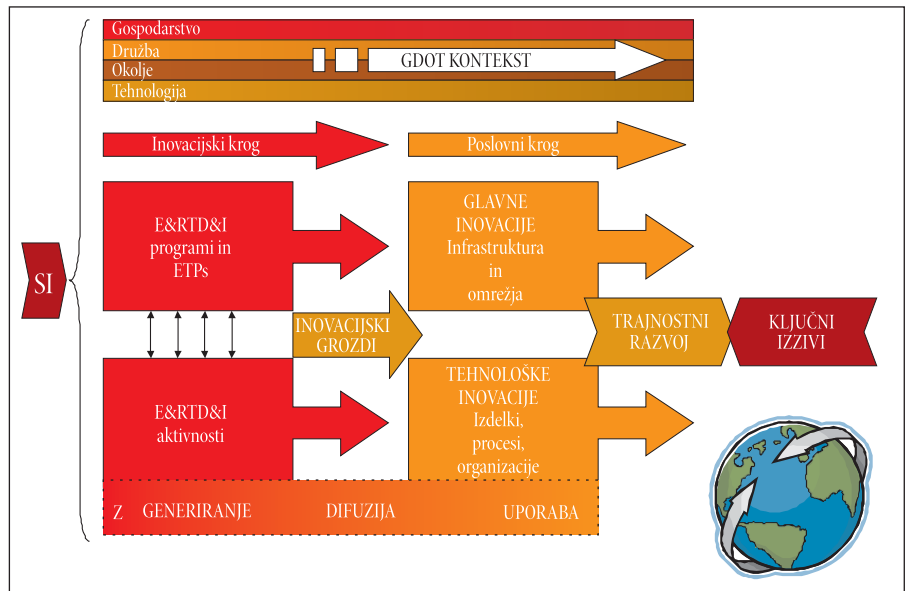 Gospodarstvo
Družba
Okolje
Tehnologija
GDOT KONTEKST
Inovacijski krog
Poslovni krog
SI
E&RTD&I
programi in
ETPs
GLAVNE
INOVACIJE
Infrastruktura
in
omrežja
INOVACIJSKI
GROZDI
TRAJNOSTNI
RAZVOJ
KLJUČNI
IZZIVI
E&RTD&I
aktivnosti
TEHNOLOŠKE
INOVACIJE
Izdelki,
procesi,
organizacije
Z GENERIRANJE DIFUZIJA UPORABA